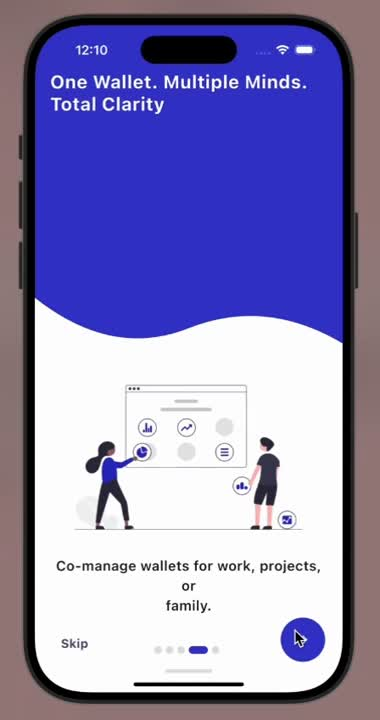 12:10
One Wallet. Multiple Minds.
Total Clarity
Co-manage wallets for work, projects,
or
family.
Skip